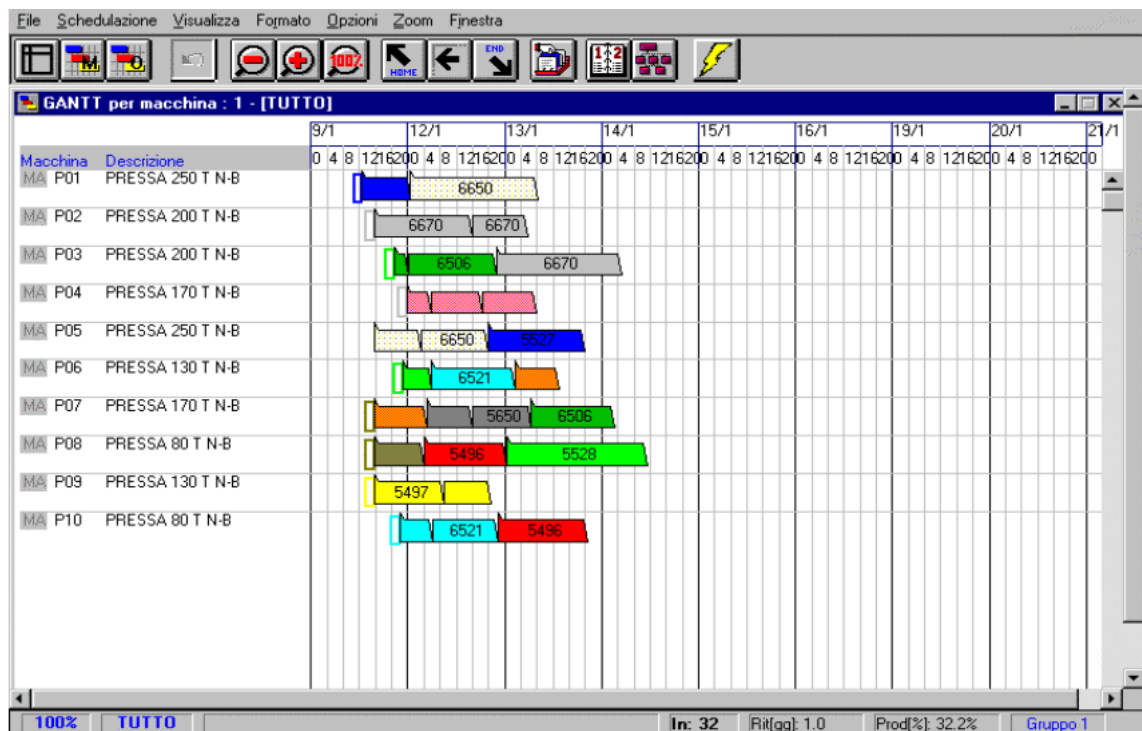 File Schedulazione Visualizza Formato Opzioni Zoom Finestra
M O 100% HOME END 1 2
GANTT per macchina : 1 - [TUTTO]
9/1 12/1 13/1 14/1 15/1 16/1 19/1 20/1 21/1
Macchina Descrizione 0 4 8 121620 0 4 8 121620 0 4 8 121620 0 4 8 121620 0 4 8 121620 0 4 8 121620 0 4 8 121620 0 4 8 121620 0
MA P01 PRESSA 250 T N-B 6650
MA P02 PRESSA 200 T N-B 6670 6670
MA P03 PRESSA 200 T N-B 6506 6670
MA P04 PRESSA 170 T N-B
MA P05 PRESSA 250 T N-B 6650 5527
MA P06 PRESSA 130 T N-B 6521
MA P07 PRESSA 170 T N-B 5650 6506
MA P08 PRESSA 80 T N-B 5496 5528
MA P09 PRESSA 130 T N-B 5497
MA P10 PRESSA 80 T N-B 6521 5496
100% TUTTO In: 32 Rit[gg]: 1.0 Prod[%]: 32.2% Gruppo 1